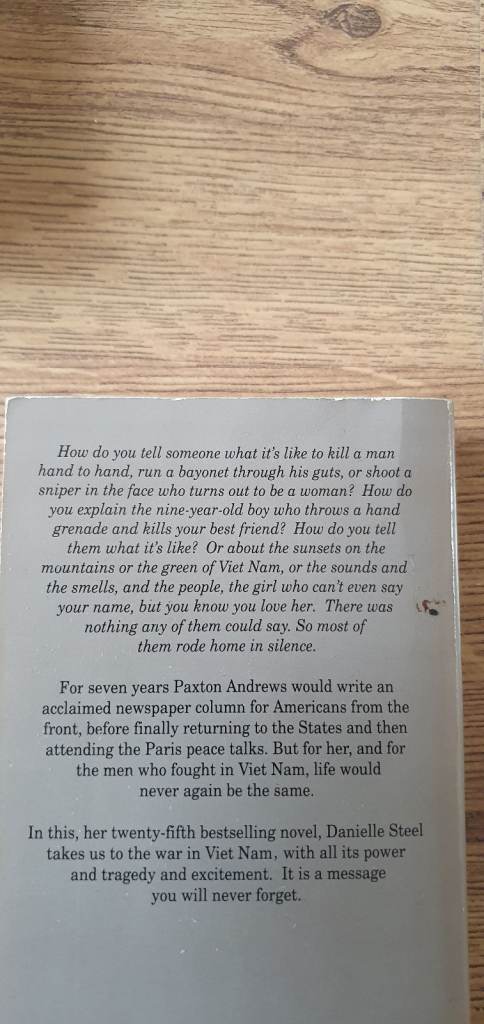 How do you tell someone what it's like to kill a man
hand to hand, run a bayonet through his guts, or shoot a
sniper in the face who turns out to be a woman? How do
you explain the nine-year-old boy who throws a hand
grenade and kills your best friend? How do you tell
them what it's like? Or about the sunsets on the
mountains or the green of Viet Nam, or the sounds and
the smells, and the people, the girl who can't even say
your name, but you know you love her. There was
nothing any of them could say. So most of
them rode home in silence.
For seven years Paxton Andrews would write an
acclaimed newspaper column for Americans from the
front, before finally returning to the States and then
attending the Paris peace talks. But for her, and for
the men who fought in Viet Nam, life would
never again be the same.
In this, her twenty-fifth bestselling novel, Danielle Steel
takes us to the war in Viet Nam, with all its power
and tragedy and excitement. It is a message
you will never forget.